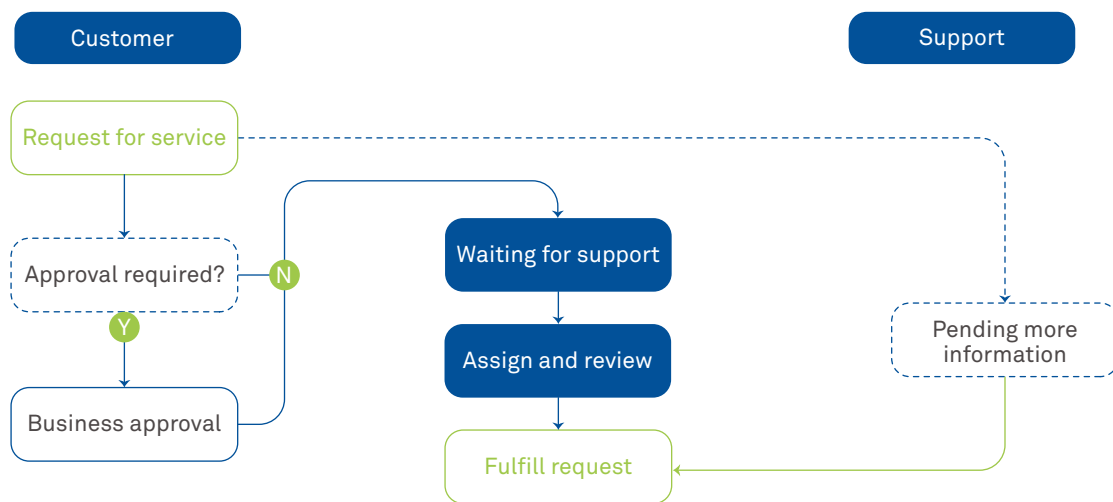 Customer
Support
Request for service
Approval required?
N
Waiting for support
Y
Pending more
information
Assign and review
Business approval
Fulfill request